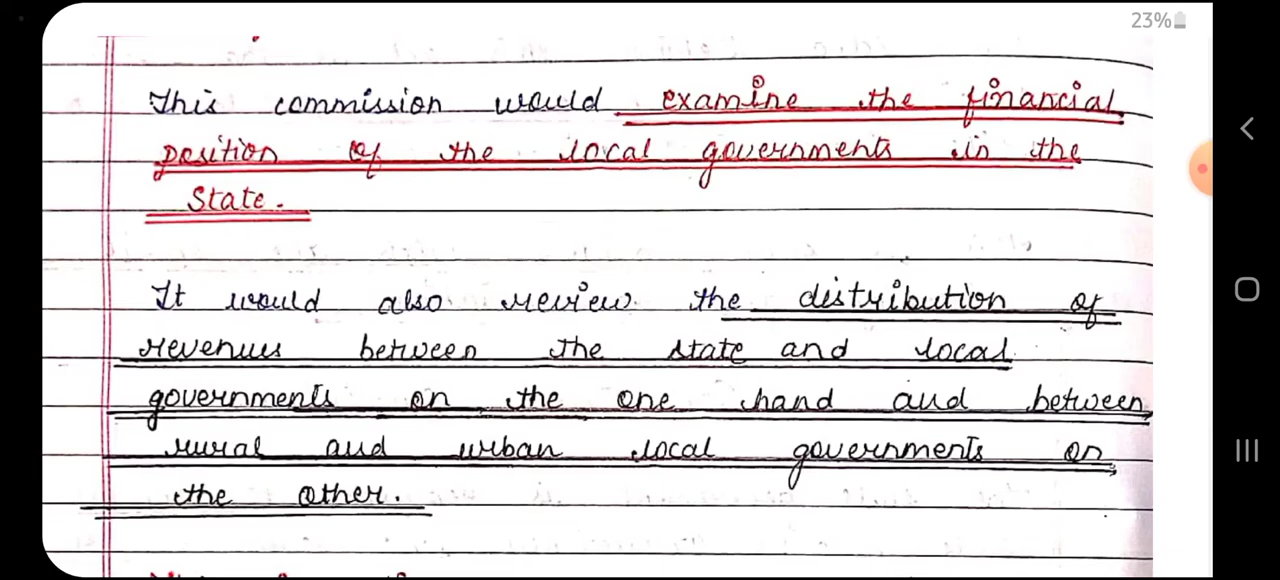 23%
This commission would examine the financial
position of the local governments in the
State.
It would also review the distribution of
revenues between the state and local
governments on the one hand and between
rural and urban local governments on
the other.